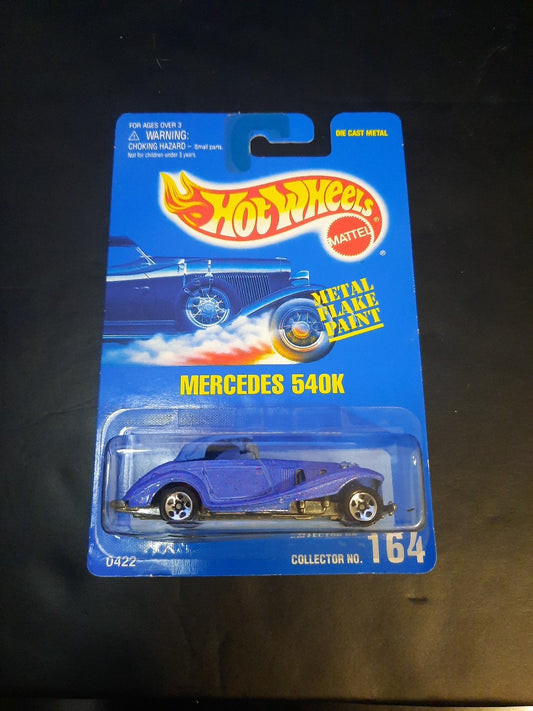 FOR AGES OVER 3
⚠ WARNING:
CHOKING HAZARD – Small parts.
Not for children under 3 years.
DIE CAST METAL
HOT WHEELS®
MATTEL
®
METAL
FLAKE
PAINT
MERCEDES 540K
0422
COLLECTOR NO. 164